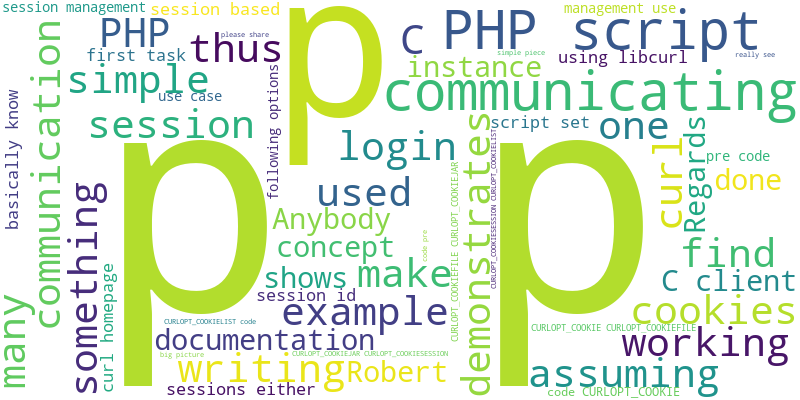 session management
session based
please share
PHP
thus
first task
simple
use case
session
p
C
PHP
script
management use
simple piece
really see
using libcurl
instance
communicating
script set
one
pre code
login
used
Anybody
concept
shows
make
session id
example
documentation
CURLOPT_COOKIELIST code
big picture
CURLOPT_COOKIEJAR CURLOPT_COOKIESESSION
writing
Robert
sessions either
p
p
done
find
C client
cookies
CURLOPT_COOKIE CURLOPT_COOKIEFILE
working
assuming
code CURLOPT_COOKIE
basically know
communication
something
many
curl homepage
following options
code pre
CURLOPT_COOKIEFILE CURLOPT_COOKIEJAR
demonstrates
CURLOPT_COOKIESESSION CURLOPT_COOKIELIST
curl
Regards